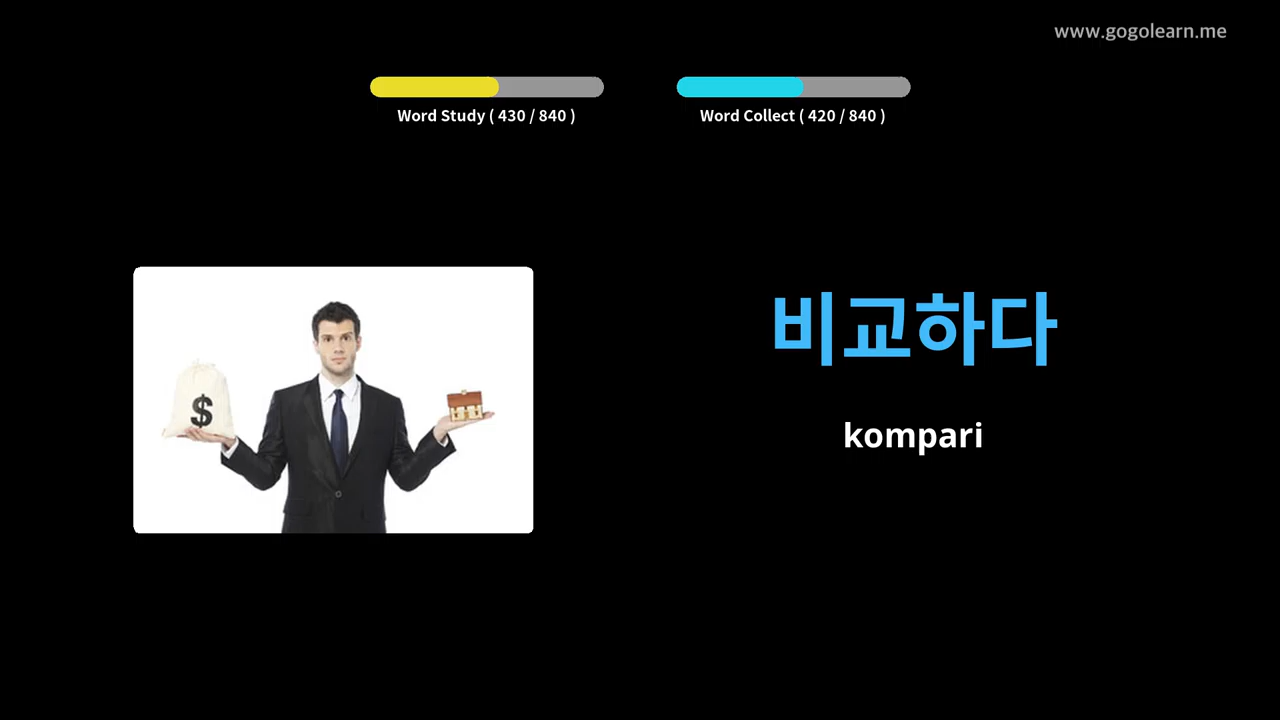 www.gogolearn.me
Word Study ( 430 / 840 )
Word Collect ( 420 / 840 )
$
비교하다
kompari